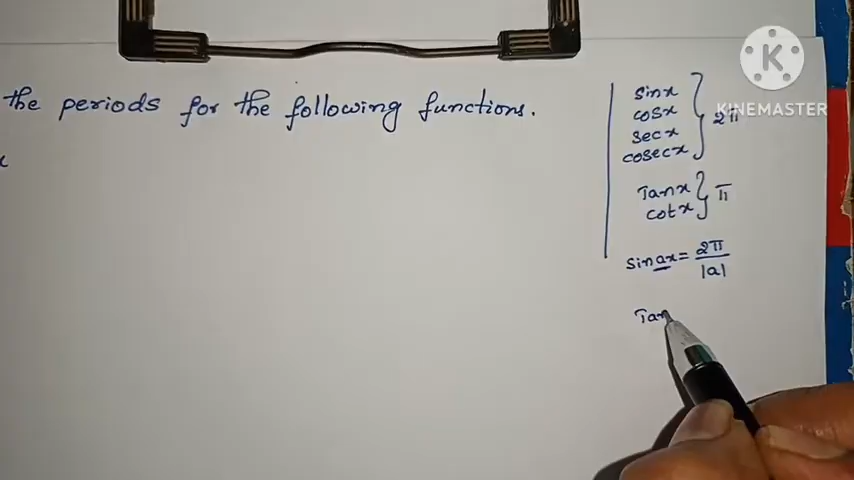 the periods for the following functions.
x
sinx
cosx
secx
cosecx
} 2π
Tanx
cotx
} π
sinax = 2π/|a|
Tan
K
KINEMASTER